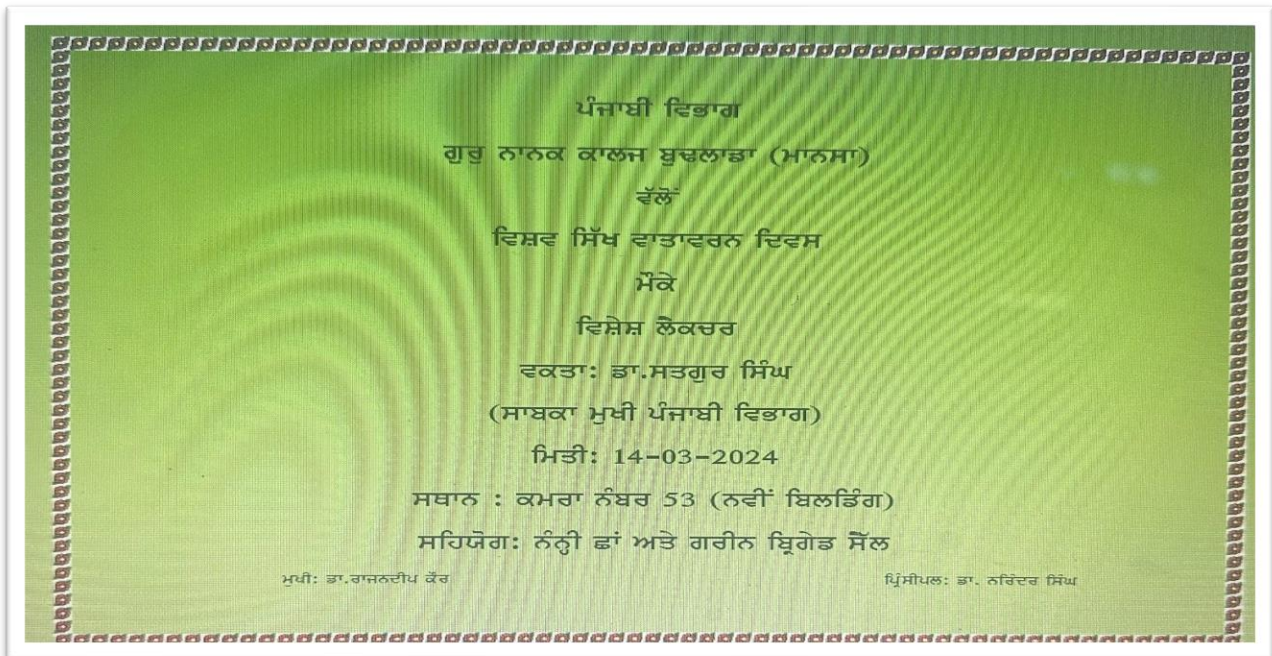 ਪੰਜਾਬੀ ਵਿਭਾਗ
ਗੁਰੂ ਨਾਨਕ ਕਾਲਜ ਬੁਢਲਾਡਾ (ਮਾਨਸਾ)
ਵੱਲੋਂ
ਵਿਸ਼ਵ ਸਿੱਖ ਵਾਤਾਵਰਨ ਦਿਵਸ
ਮੌਕੇ
ਵਿਸ਼ੇਸ਼ ਲੈਕਚਰ
ਵਕਤਾ: ਡਾ.ਸਤਗੁਰ ਸਿੰਘ
(ਸਾਬਕਾ ਮੁਖੀ ਪੰਜਾਬੀ ਵਿਭਾਗ)
ਮਿਤੀ: 14-03-2024
ਸਥਾਨ : ਕਮਰਾ ਨੰਬਰ 53 (ਨਵੀਂ ਬਿਲਡਿੰਗ)
ਸਹਿਯੋਗ: ਨੰਨ੍ਹੀ ਛਾਂ ਅਤੇ ਗਰੀਨ ਬ੍ਰਿਗੇਡ ਸੈੱਲ
ਮੁਖੀ: ਡਾ.ਰਾਜਨਦੀਪ ਕੌਰ
ਪ੍ਰਿੰਸੀਪਲ: ਡਾ. ਨਰਿੰਦਰ ਸਿੰਘ